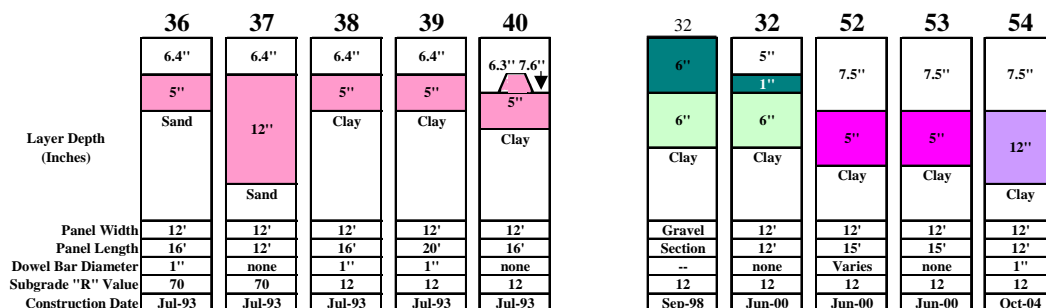 36 37 38 39 40 32 32 52 53 54
6.4" 6.4" 6.4" 6.4" 6.3" 7.6" 6" 5" 7.5" 7.5" 7.5"
5" 12" 5" 5" 5" 1" 5" 5" 12"
Sand Clay Clay 6" 6"
Layer Depth
(Inches)
Clay Clay Clay
Sand Clay Clay Clay
Panel Width 12' 12' 12' 12' 12' Gravel 12' 12' 12' 12'
Panel Length 16' 12' 16' 20' 16' Section 12' 15' 15' 12'
Dowel Bar Diameter 1" none 1" 1" none -- none Varies none 1"
Subgrade "R" Value 70 70 12 12 12 12 12 12 12 12
Construction Date Jul-93 Jul-93 Jul-93 Jul-93 Jul-93 Sep-98 Jun-00 Jun-00 Jun-00 Oct-04